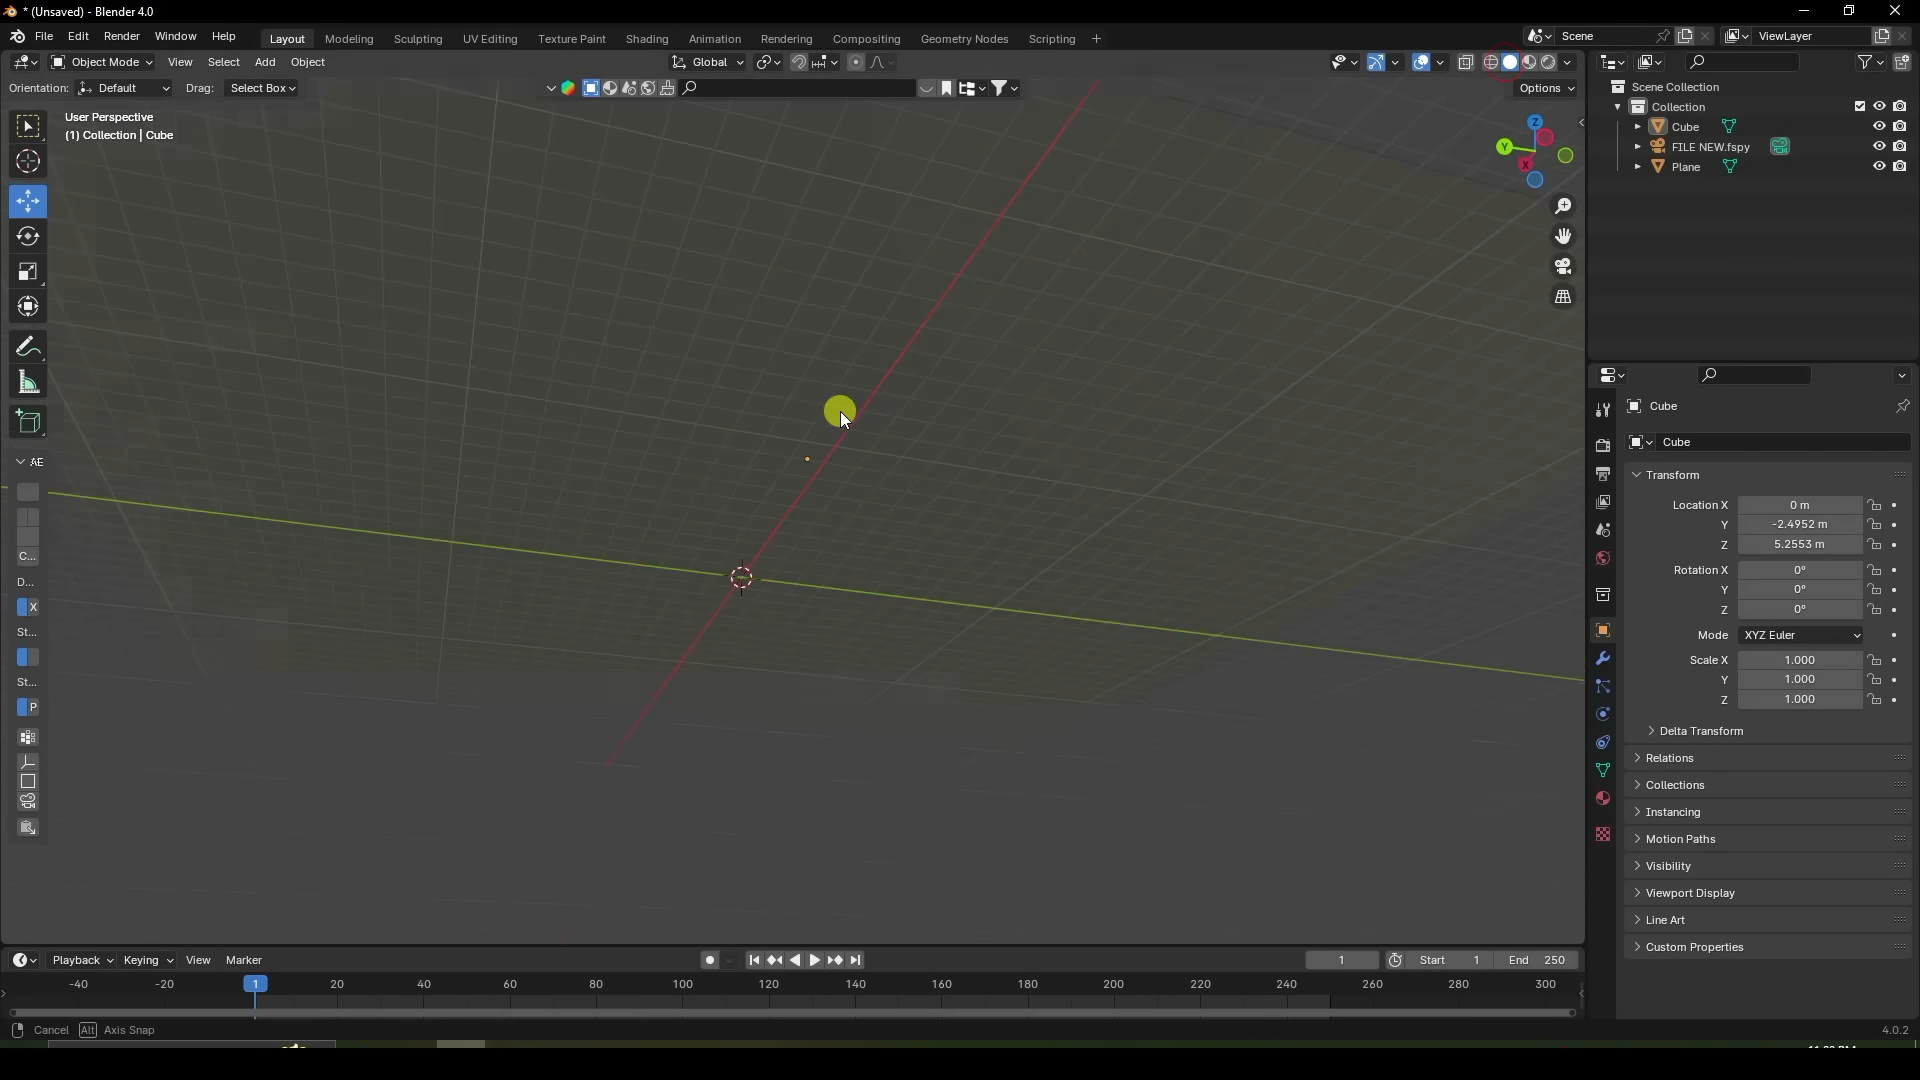 * (Unsaved) - Blender 4.0
File Edit Render Window Help
Layout Modeling Sculpting UV Editing Texture Paint Shading Animation Rendering Compositing Geometry Nodes Scripting +
Scene
ViewLayer
Object Mode View Select Add Object
Global
Orientation: Default Drag: Select Box
Options
User Perspective
(1) Collection | Cube
Z
Y
X
Scene Collection
Collection
Cube
FILE NEW.fspy
Plane
AE
C...
D...
X
St...
St...
P
Cube
Cube
Transform
Location X 0 m
Y -2.4952 m
Z 5.2553 m
Rotation X 0°
Y 0°
Z 0°
Mode XYZ Euler
Scale X 1.000
Y 1.000
Z 1.000
Delta Transform
Relations
Collections
Instancing
Motion Paths
Visibility
Viewport Display
Line Art
Custom Properties
Playback Keying View Marker
1 Start 1 End 250
-40 -20 1 20 40 60 80 100 120 140 160 180 200 220 240 260 280 300
Cancel Alt Axis Snap
4.0.2